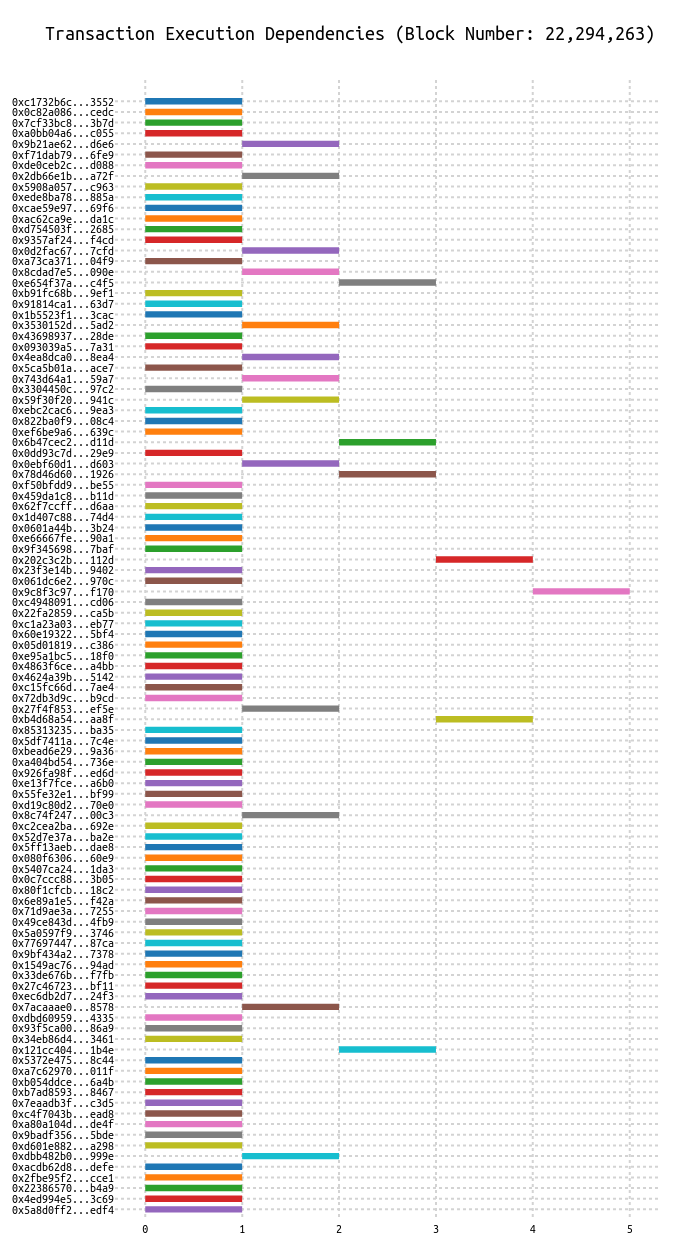 Transaction Execution Dependencies (Block Number: 22,294,263)
0xc1732b6c...3552
0x0c82a086...cedc
0x7cf33bc8...3b7d
0xa0bb04a6...c055
0x9b21ae62...d6e6
0xf71dab79...6fe9
0xde0ceb2c...d088
0x2db66e1b...a72f
0x5908a057...c963
0xede8ba78...885a
0xcae59e97...69f6
0xac62ca9e...da1c
0xd754503f...2685
0x9357af24...f4cd
0x0d2fac67...7cfd
0xa73ca371...04f9
0x8cdad7e5...090e
0xe654f37a...c4f5
0xb91fc68b...9ef1
0x91814ca1...63d7
0x1b5523f1...3cac
0x3530152d...5ad2
0x43698937...28de
0x093039a5...7a31
0x4ea8dca0...8ea4
0x5ca5b01a...ace7
0x743d64a1...59a7
0x3304450c...97c2
0x59f30f20...941c
0xebc2cac6...9ea3
0x822ba0f9...08c4
0xef6be9a6...639c
0x6b47cec2...d11d
0x0dd93c7d...29e9
0x0ebf60d1...d603
0x78d46d60...1926
0xf50bfdd9...be55
0x459da1c8...b11d
0x62f7ccff...d6aa
0x1d407c88...74d4
0x0601a44b...3b24
0xe66667fe...90a1
0x9f345698...7baf
0x202c3c2b...112d
0x23f3e14b...9402
0x061dc6e2...970c
0x9c8f3c97...f170
0xc4948091...cd06
0x22fa2859...ca5b
0xc1a23a03...eb77
0x60e19322...5bf4
0x05d01819...c386
0xe95a1bc5...18f0
0x4863f6ce...a4bb
0x4624a39b...5142
0xc15fc66d...7ae4
0x72db3d9c...b9cd
0x27f4f853...ef5e
0xb4d68a54...aa8f
0x85313235...ba35
0x5df7411a...7c4e
0xbead6e29...9a36
0xa404bd54...736e
0x926fa98f...ed6d
0xe13f7fce...a6b0
0x55fe32e1...bf99
0xd19c80d2...70e0
0x8c74f247...00c3
0xc2cea2ba...692e
0x52d7e37a...ba2e
0x5ff13aeb...dae8
0x080f6306...60e9
0x5407ca24...1da3
0x0c7ccc88...3b05
0x80f1cfcb...18c2
0x6e89a1e5...f42a
0x71d9ae3a...7255
0x49ce843d...4fb9
0x5a0597f9...3746
0x77697447...87ca
0x9bf434a2...7378
0x1549ac76...94ad
0x33de676b...f7fb
0x27c46723...bf11
0xec6db2d7...24f3
0x7acaaae0...8578
0xdbd60959...4335
0x93f5ca00...86a9
0x34eb86d4...3461
0x121cc404...1b4e
0x5372e475...8c44
0xa7c62970...011f
0xb054ddce...6a4b
0xb7ad8593...8467
0x7eaadb3f...c3d5
0xc4f7043b...ead8
0xa80a104d...de4f
0x9badf356...5bde
0xd601e882...a298
0xdbb482b0...999e
0xacdb62d8...defe
0x2fbe95f2...cce1
0x22386570...b4a9
0x4ed994e5...3c69
0x5a8d0ff2...edf4
0 1 2 3 4 5